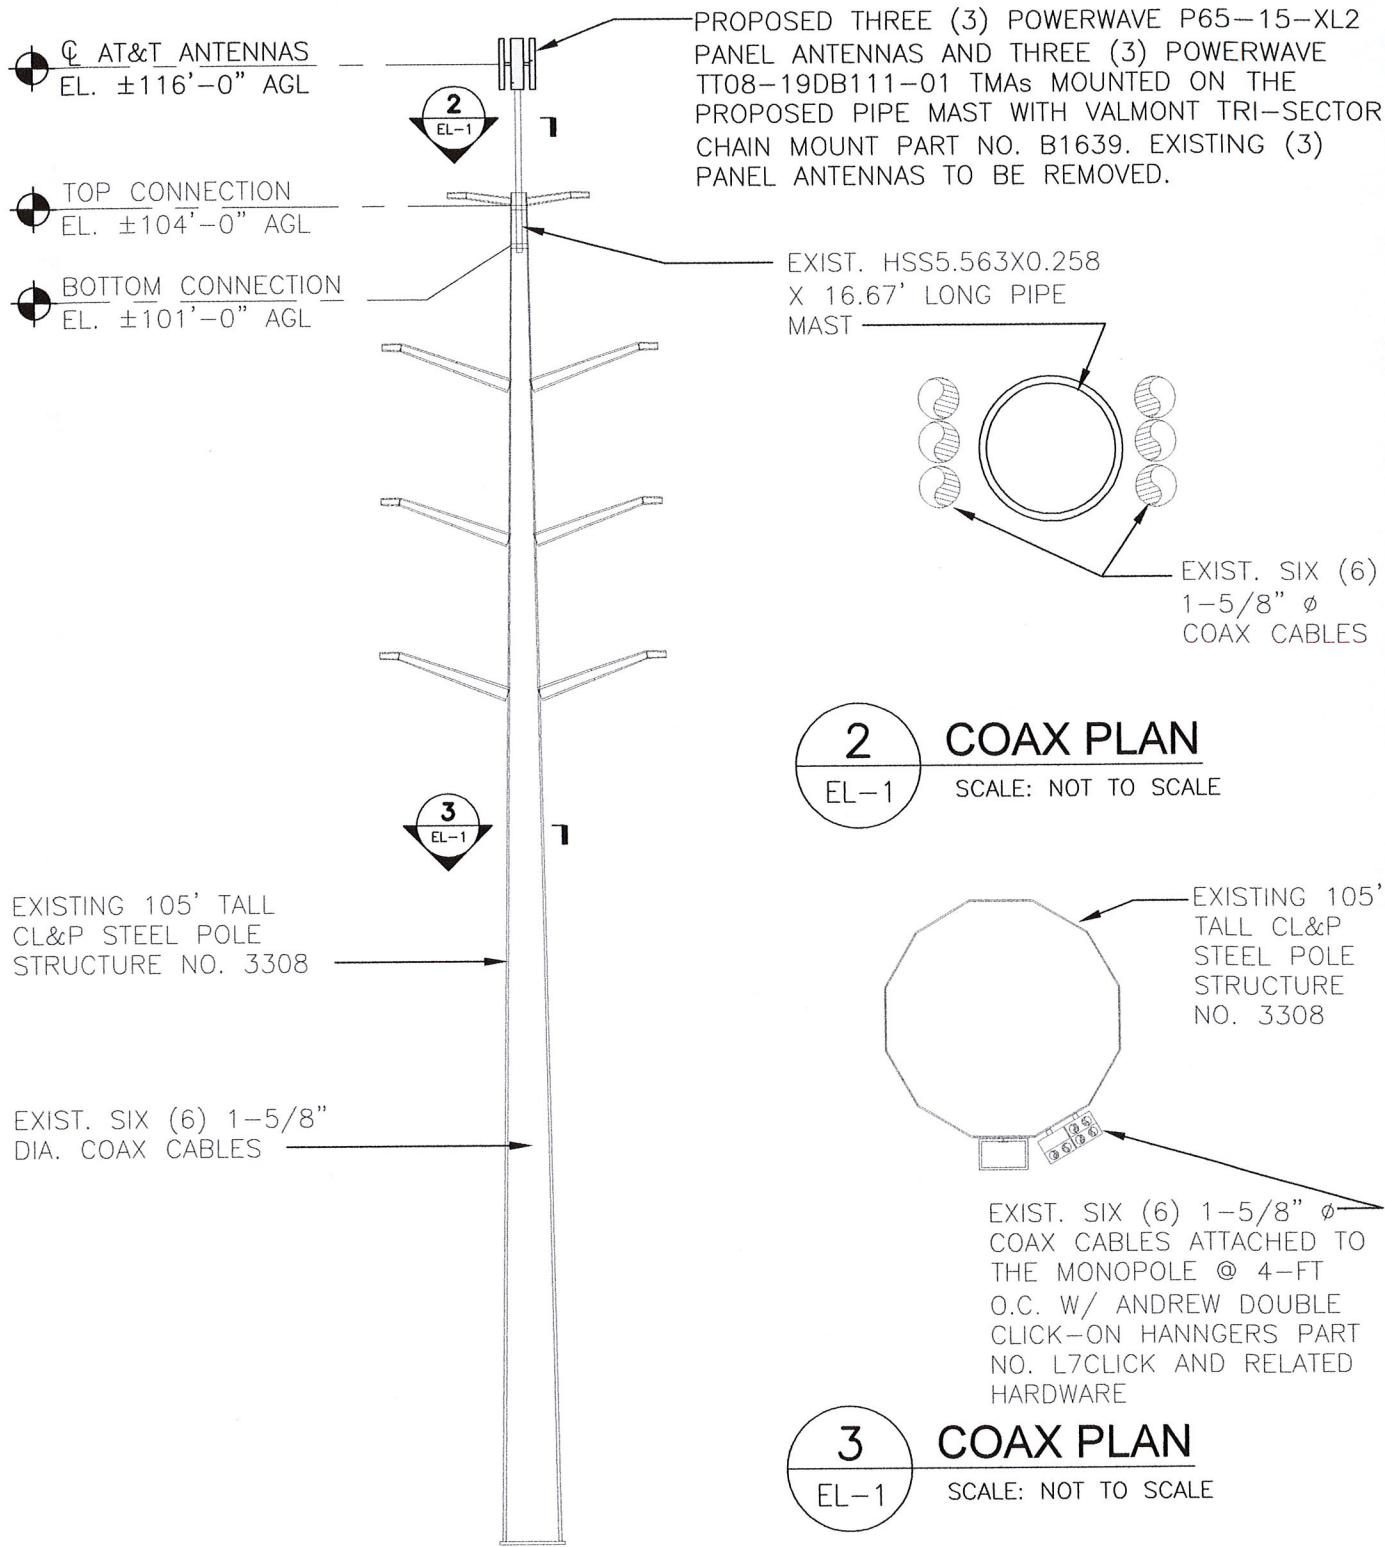 ℄ AT&T ANTENNAS
EL. ±116'-0" AGL
PROPOSED THREE (3) POWERWAVE P65-15-XL2
PANEL ANTENNAS AND THREE (3) POWERWAVE
TT08-19DB111-01 TMAs MOUNTED ON THE
PROPOSED PIPE MAST WITH VALMONT TRI-SECTOR
CHAIN MOUNT PART NO. B1639. EXISTING (3)
PANEL ANTENNAS TO BE REMOVED.
2
EL-1
TOP CONNECTION
EL. ±104'-0" AGL
BOTTOM CONNECTION
EL. ±101'-0" AGL
EXIST. HSS5.563X0.258
X 16.67' LONG PIPE
MAST
EXIST. SIX (6)
1-5/8" ø
COAX CABLES
2
EL-1
COAX PLAN
SCALE: NOT TO SCALE
3
EL-1
EXISTING 105' TALL
CL&P STEEL POLE
STRUCTURE NO. 3308
EXISTING 105'
TALL CL&P
STEEL POLE
STRUCTURE
NO. 3308
EXIST. SIX (6) 1-5/8"
DIA. COAX CABLES
EXIST. SIX (6) 1-5/8" ø
COAX CABLES ATTACHED TO
THE MONOPOLE @ 4-FT
O.C. W/ ANDREW DOUBLE
CLICK-ON HANNGERS PART
NO. L7CLICK AND RELATED
HARDWARE
3
EL-1
COAX PLAN
SCALE: NOT TO SCALE